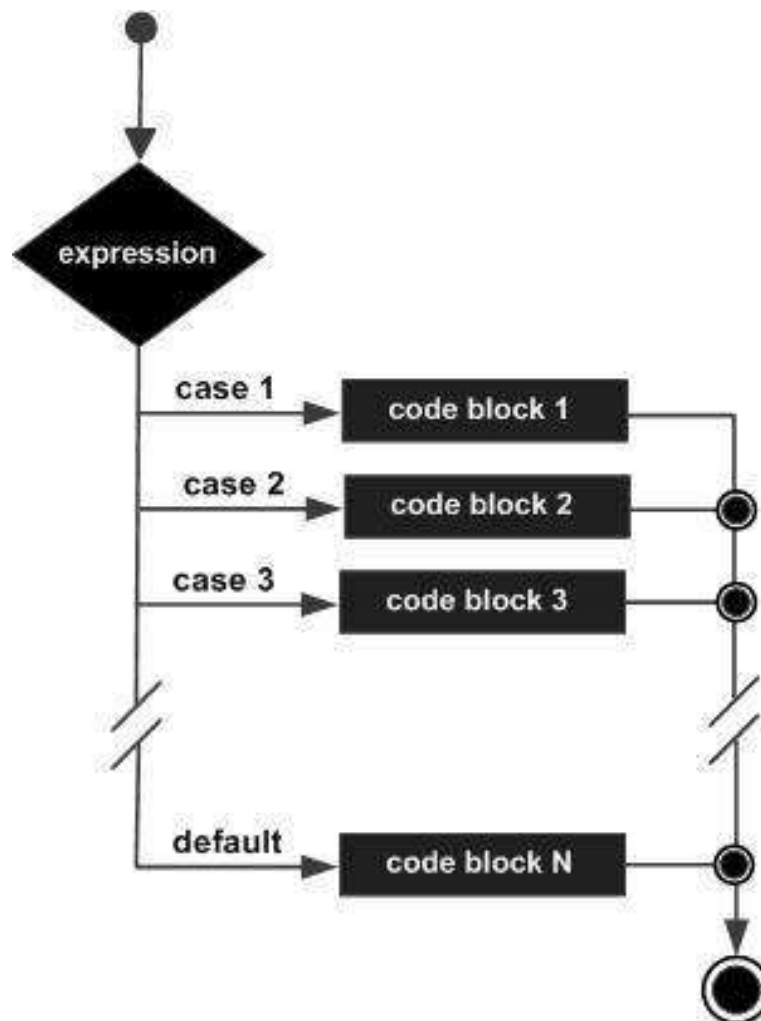 expression
case 1
code block 1
case 2
code block 2
case 3
code block 3
default
code block N